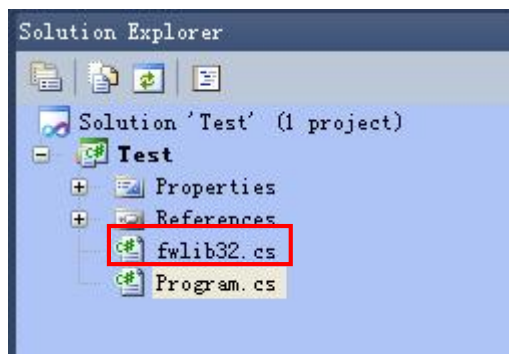 Solution Explorer
Solution 'Test' (1 project)
Test
Properties
References
fwlib32.cs
Program.cs